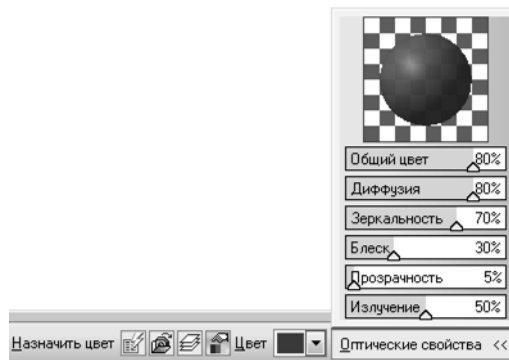 Общий цвет 80%
Диффузия 80%
Зеркальность 70%
Блеск 30%
Прозрачность 5%
Излучение 50%
Назначить цвет Цвет Оптические свойства <<